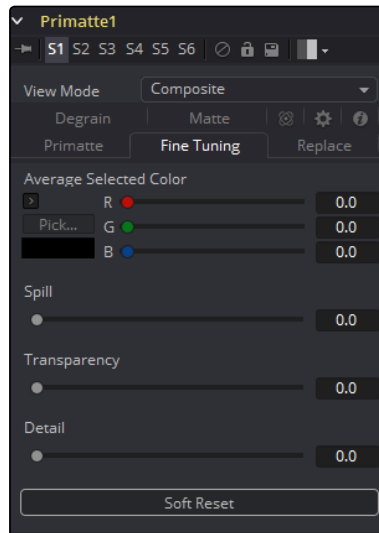 Primatte1
S1 S2 S3 S4 S5 S6
View Mode Composite
Degrain Matte
Primatte Fine Tuning Replace
Average Selected Color
R 0.0
Pick... G 0.0
B 0.0
Spill
0.0
Transparency
0.0
Detail
0.0
Soft Reset